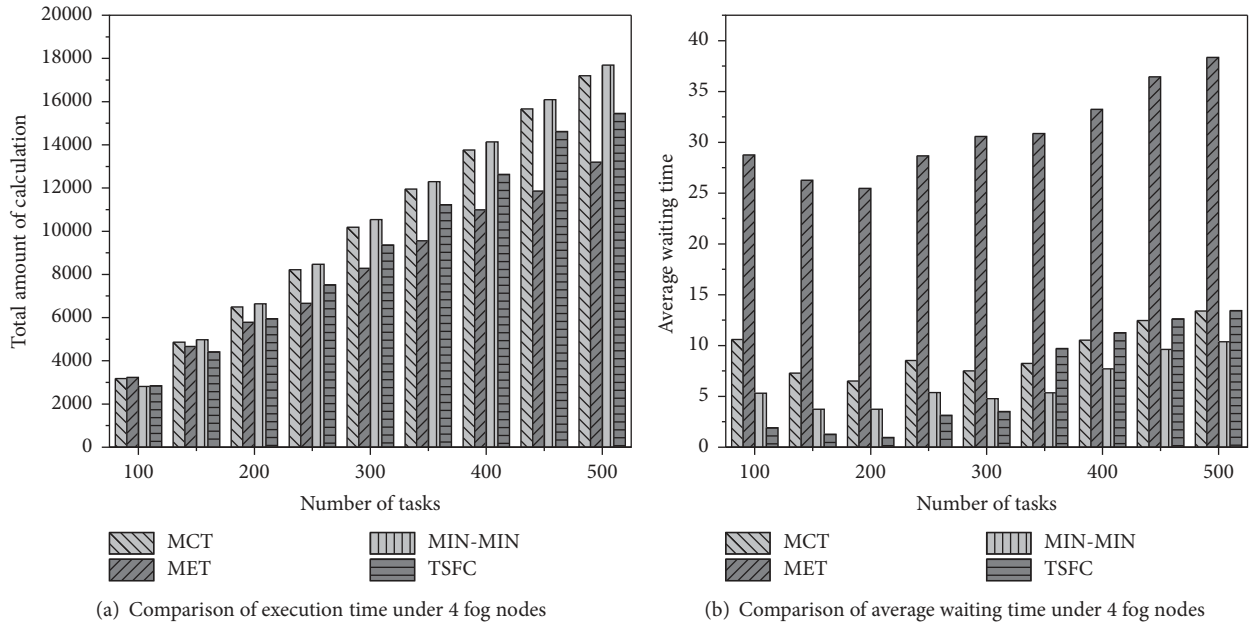 20000
18000
16000
14000
12000
10000
8000
6000
4000
2000
0
Total amount of calculation
100 200 300 400 500
Number of tasks
MCT MIN-MIN
MET TSFC
(a) Comparison of execution time under 4 fog nodes
40
35
30
25
20
15
10
5
0
Average waiting time
100 200 300 400 500
Number of tasks
MCT MIN-MIN
MET TSFC
(b) Comparison of average waiting time under 4 fog nodes